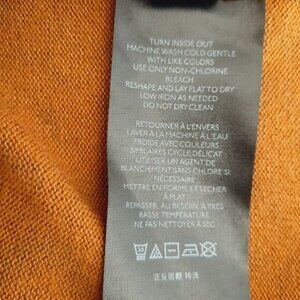 TURN INSIDE OUT
MACHINE WASH COLD GENTLE
WITH LIKE COLORS
USE ONLY NON-CHLORINE
BLEACH
RESHAPE AND LAY FLAT TO DRY
LOW IRON AS NEEDED
DO NOT DRY CLEAN
RETOURNER À L'ENVERS
LAVER À LA MACHINE À L'EAU
FROIDE AVEC COULEURS
SIMILAIRES CYCLE DÉLICAT
UTILISER UN AGENT DE
BLANCHIMENT SANS CHLORE SI
NÉCESSAIRE
METTRE EN FORME ET SÉCHER
À PLAT
REPASSER, AU BESOIN, À TRÈS
BASSE TEMPÉRATURE
NE PAS NETTOYER À SEC
30